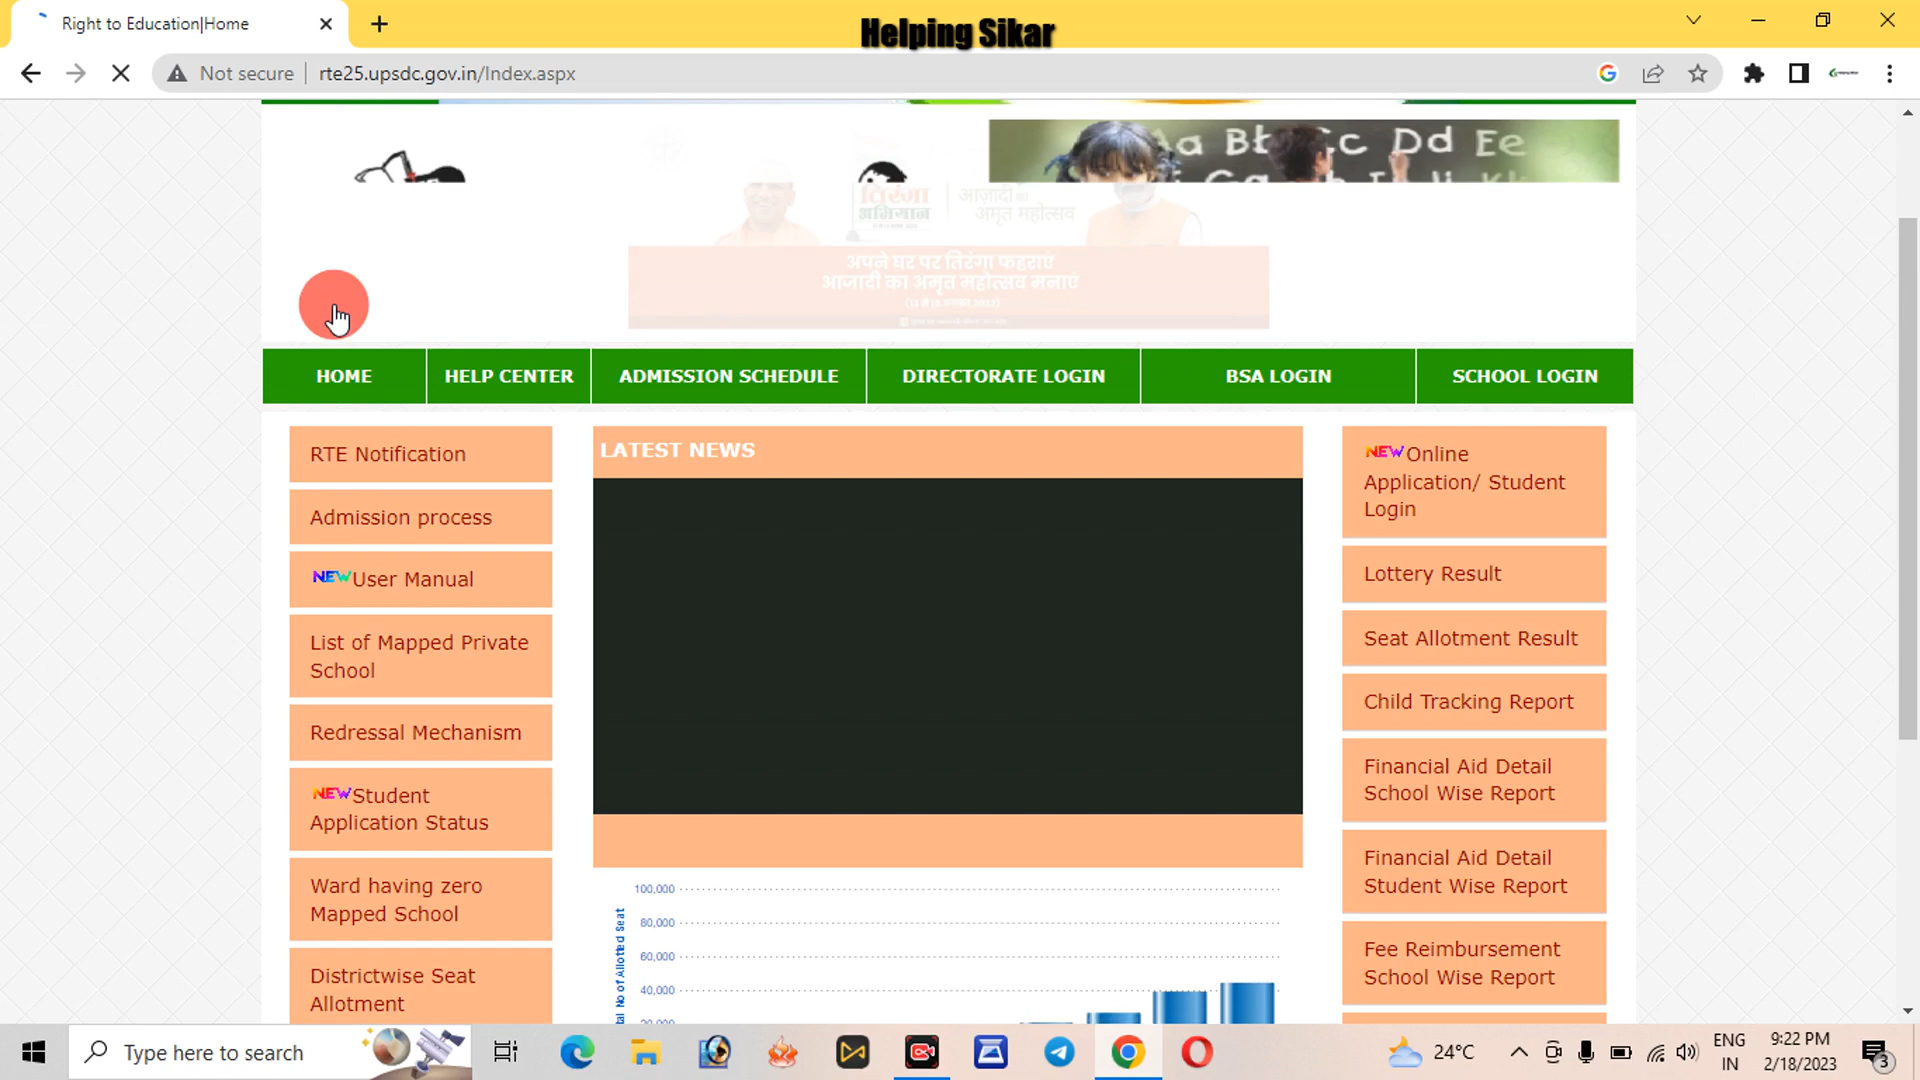 Right to Education|Home
Helping Sikar
Not secure
rte25.upsdc.gov.in/Index.aspx
Aa Bb Cc Dd Ee
तिरंगा
अभियान
आज़ादी का
अमृत महोत्सव
अपने घर पर तिरंगा फहराएं
आजादी का अमृत महोत्सव मनाएं
HOME
HELP CENTER
ADMISSION SCHEDULE
DIRECTORATE LOGIN
BSA LOGIN
SCHOOL LOGIN
RTE Notification
Admission process
NEW User Manual
List of Mapped Private
School
Redressal Mechanism
NEW Student
Application Status
Ward having zero
Mapped School
Districtwise Seat
Allotment
LATEST NEWS
100,000
80,000
60,000
40,000
20,000
tal No of Allotted Seat
NEW Online
Application/ Student
Login
Lottery Result
Seat Allotment Result
Child Tracking Report
Financial Aid Detail
School Wise Report
Financial Aid Detail
Student Wise Report
Fee Reimbursement
School Wise Report
Type here to search
24°C
ENG
IN
9:22 PM
2/18/2023
3